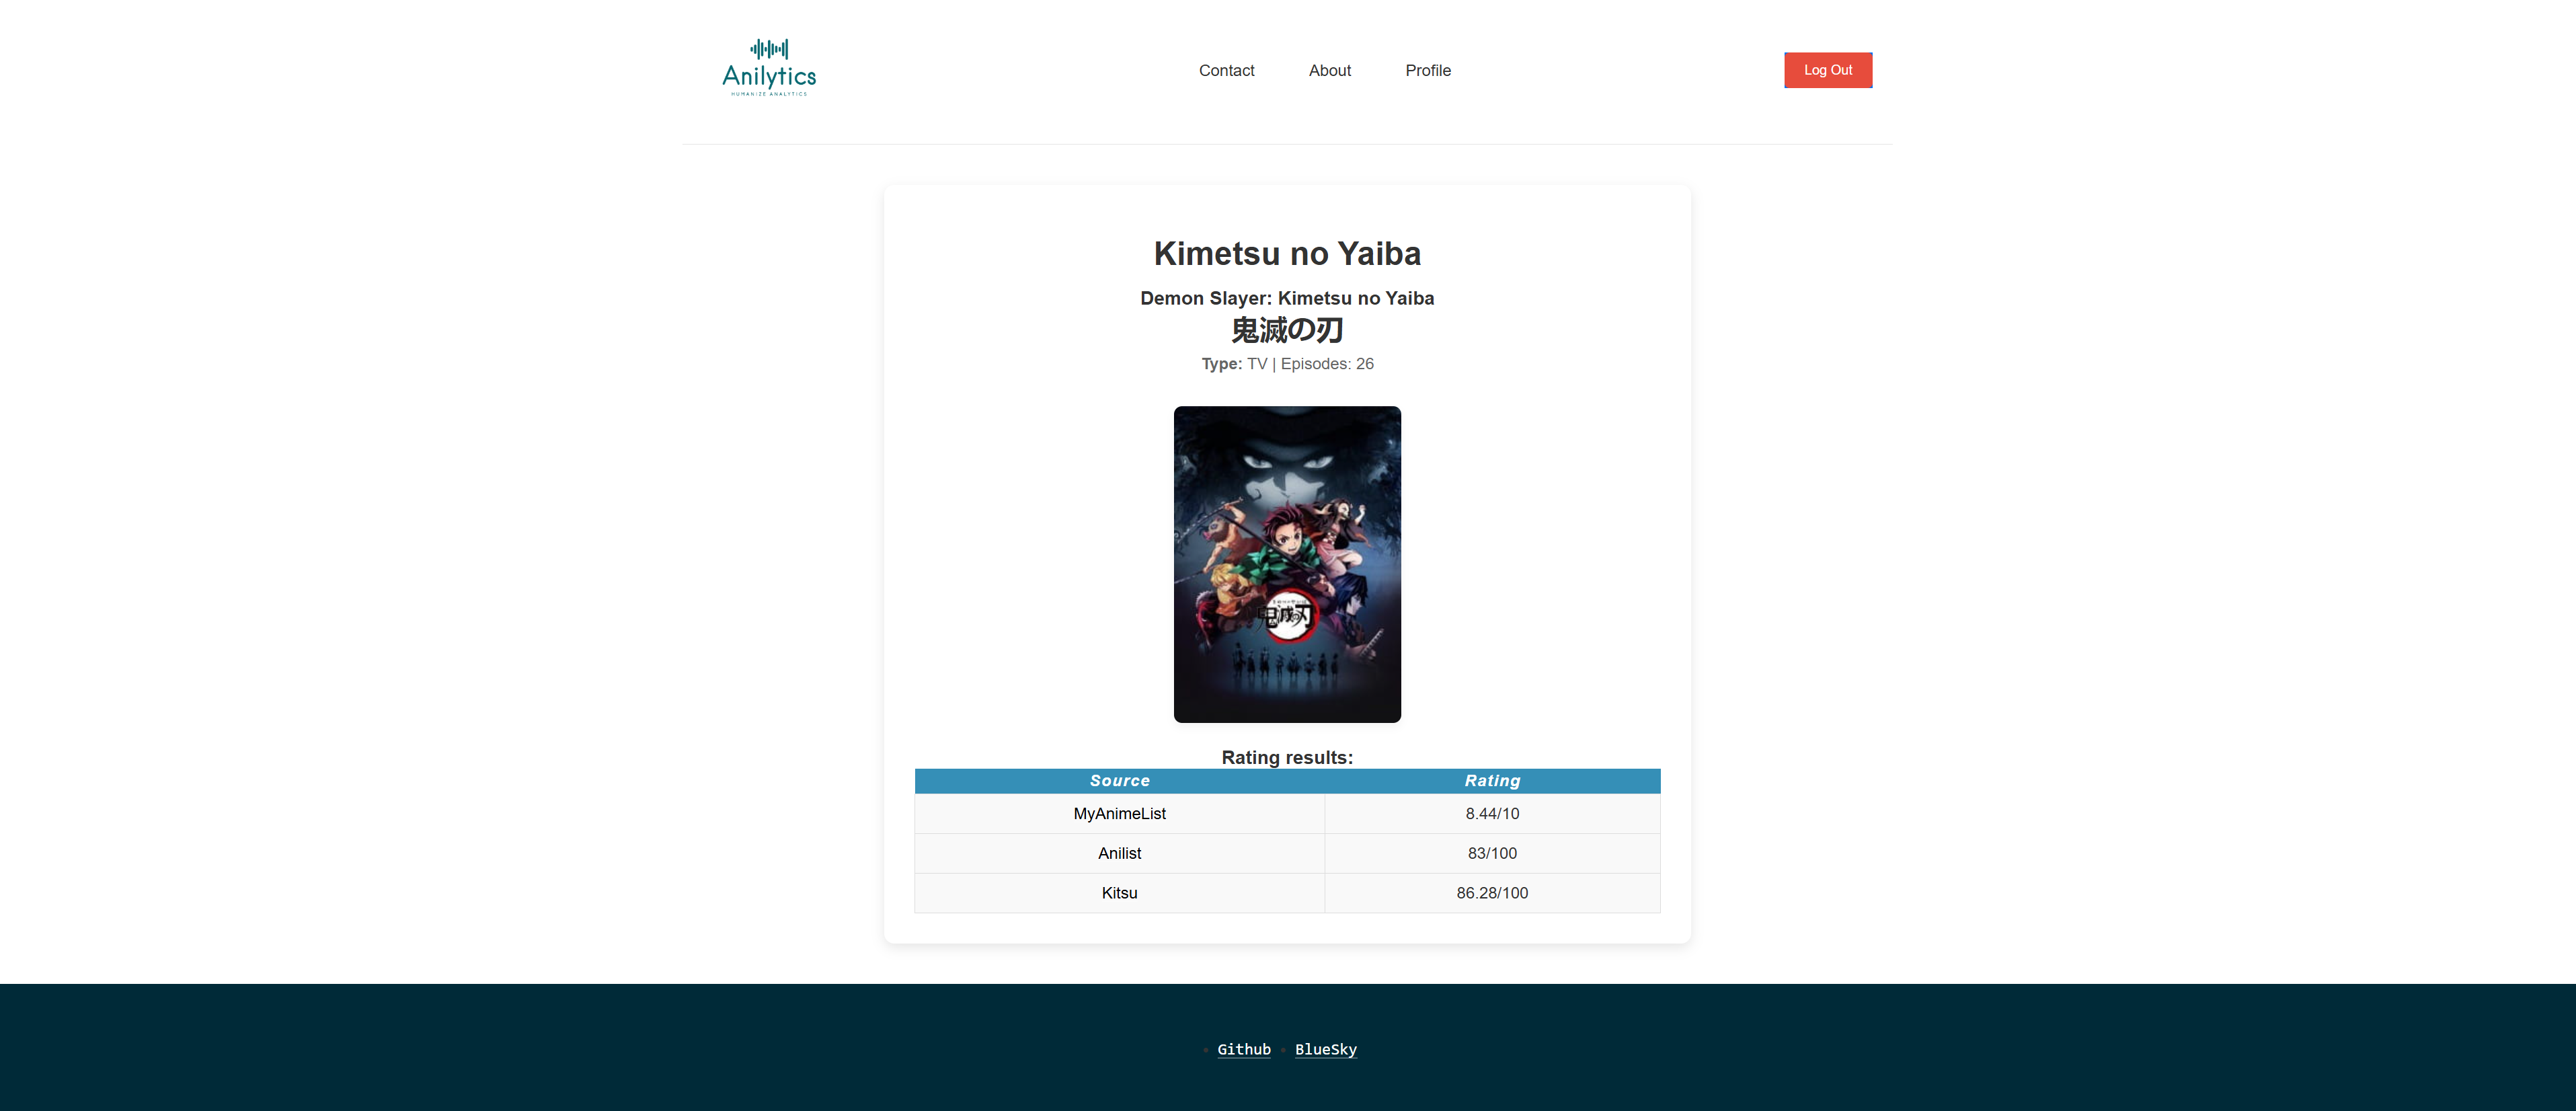 Anilytics
HUMANIZE ANALYTICS
Contact About Profile
Log Out
Kimetsu no Yaiba
Demon Slayer: Kimetsu no Yaiba
鬼滅の刃
Type: TV | Episodes: 26
鬼滅の刃
Rating results:
Source Rating
MyAnimeList 8.44/10
Anilist 83/100
Kitsu 86.28/100
Github BlueSky